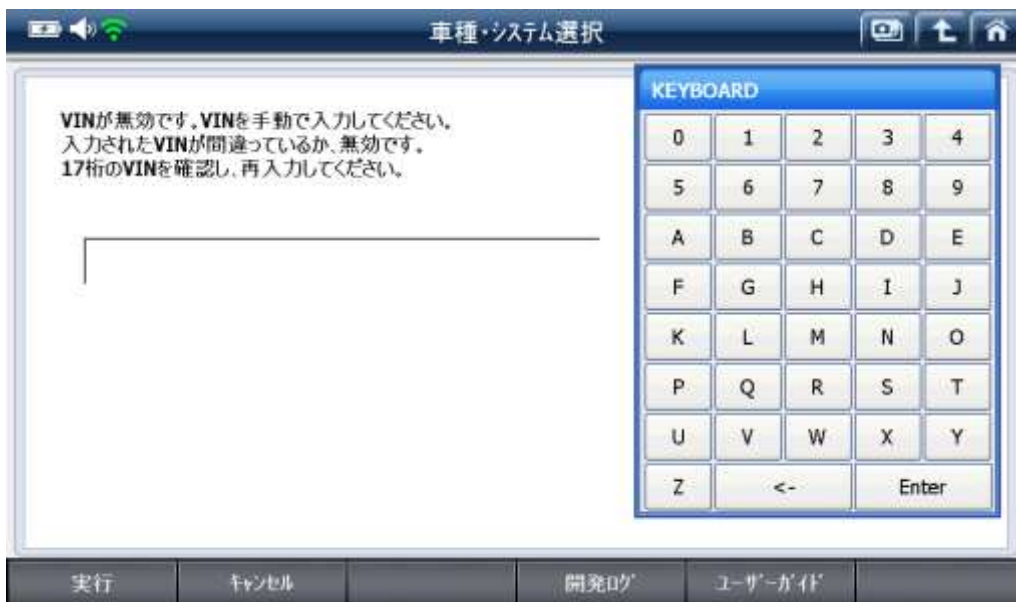 車種・システム選択
VINが無効です。VINを手動で入力してください。
入力されたVINが間違っているか、無効です。
17桁のVINを確認し、再入力してください。
KEYBOARD
0 1 2 3 4
5 6 7 8 9
A B C D E
F G H I J
K L M N O
P Q R S T
U V W X Y
Z <- Enter
実行 ｷｬﾝｾﾙ 開発ﾛｸﾞ ﾕｰｻﾞｰｶﾞｲﾄﾞ